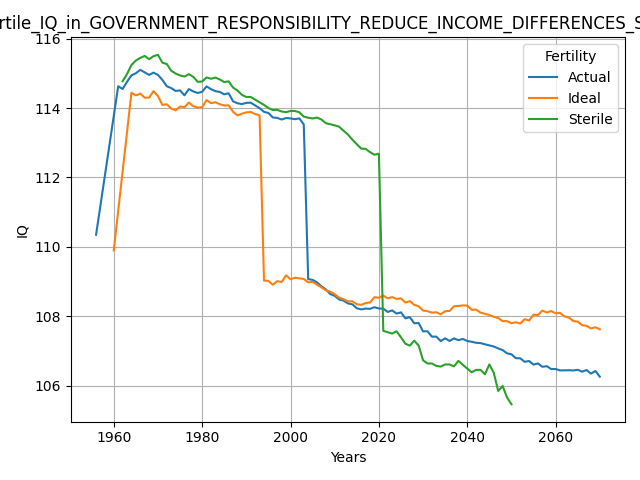 rtile_IQ_in_GOVERNMENT_RESPONSIBILITY_REDUCE_INCOME_DIFFERENCES_S
116
114
112
110
108
106
IQ
Fertility
Actual
Ideal
Sterile
1960 1980 2000 2020 2040 2060
Years